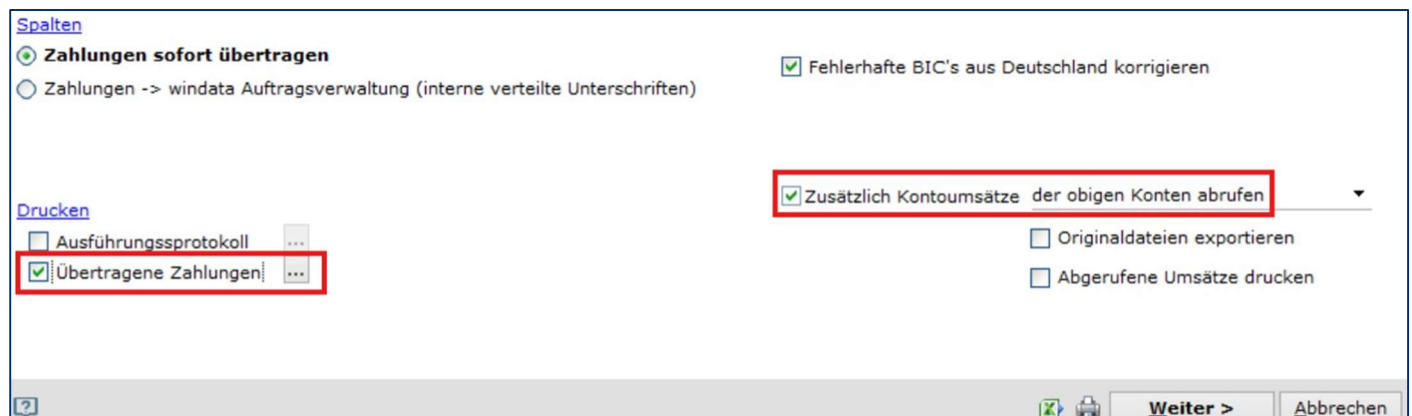 Spalten
Zahlungen sofort übertragen
Fehlerhafte BIC's aus Deutschland korrigieren
Zahlungen -> windata Auftragsverwaltung (interne verteilte Unterschriften)
Zusätzlich Kontoumsätze der obigen Konten abrufen
Drucken
Ausführungssprotokoll ...
Originaldateien exportieren
Übertragene Zahlungen ...
Abgerufene Umsätze drucken
Weiter >
Abbrechen